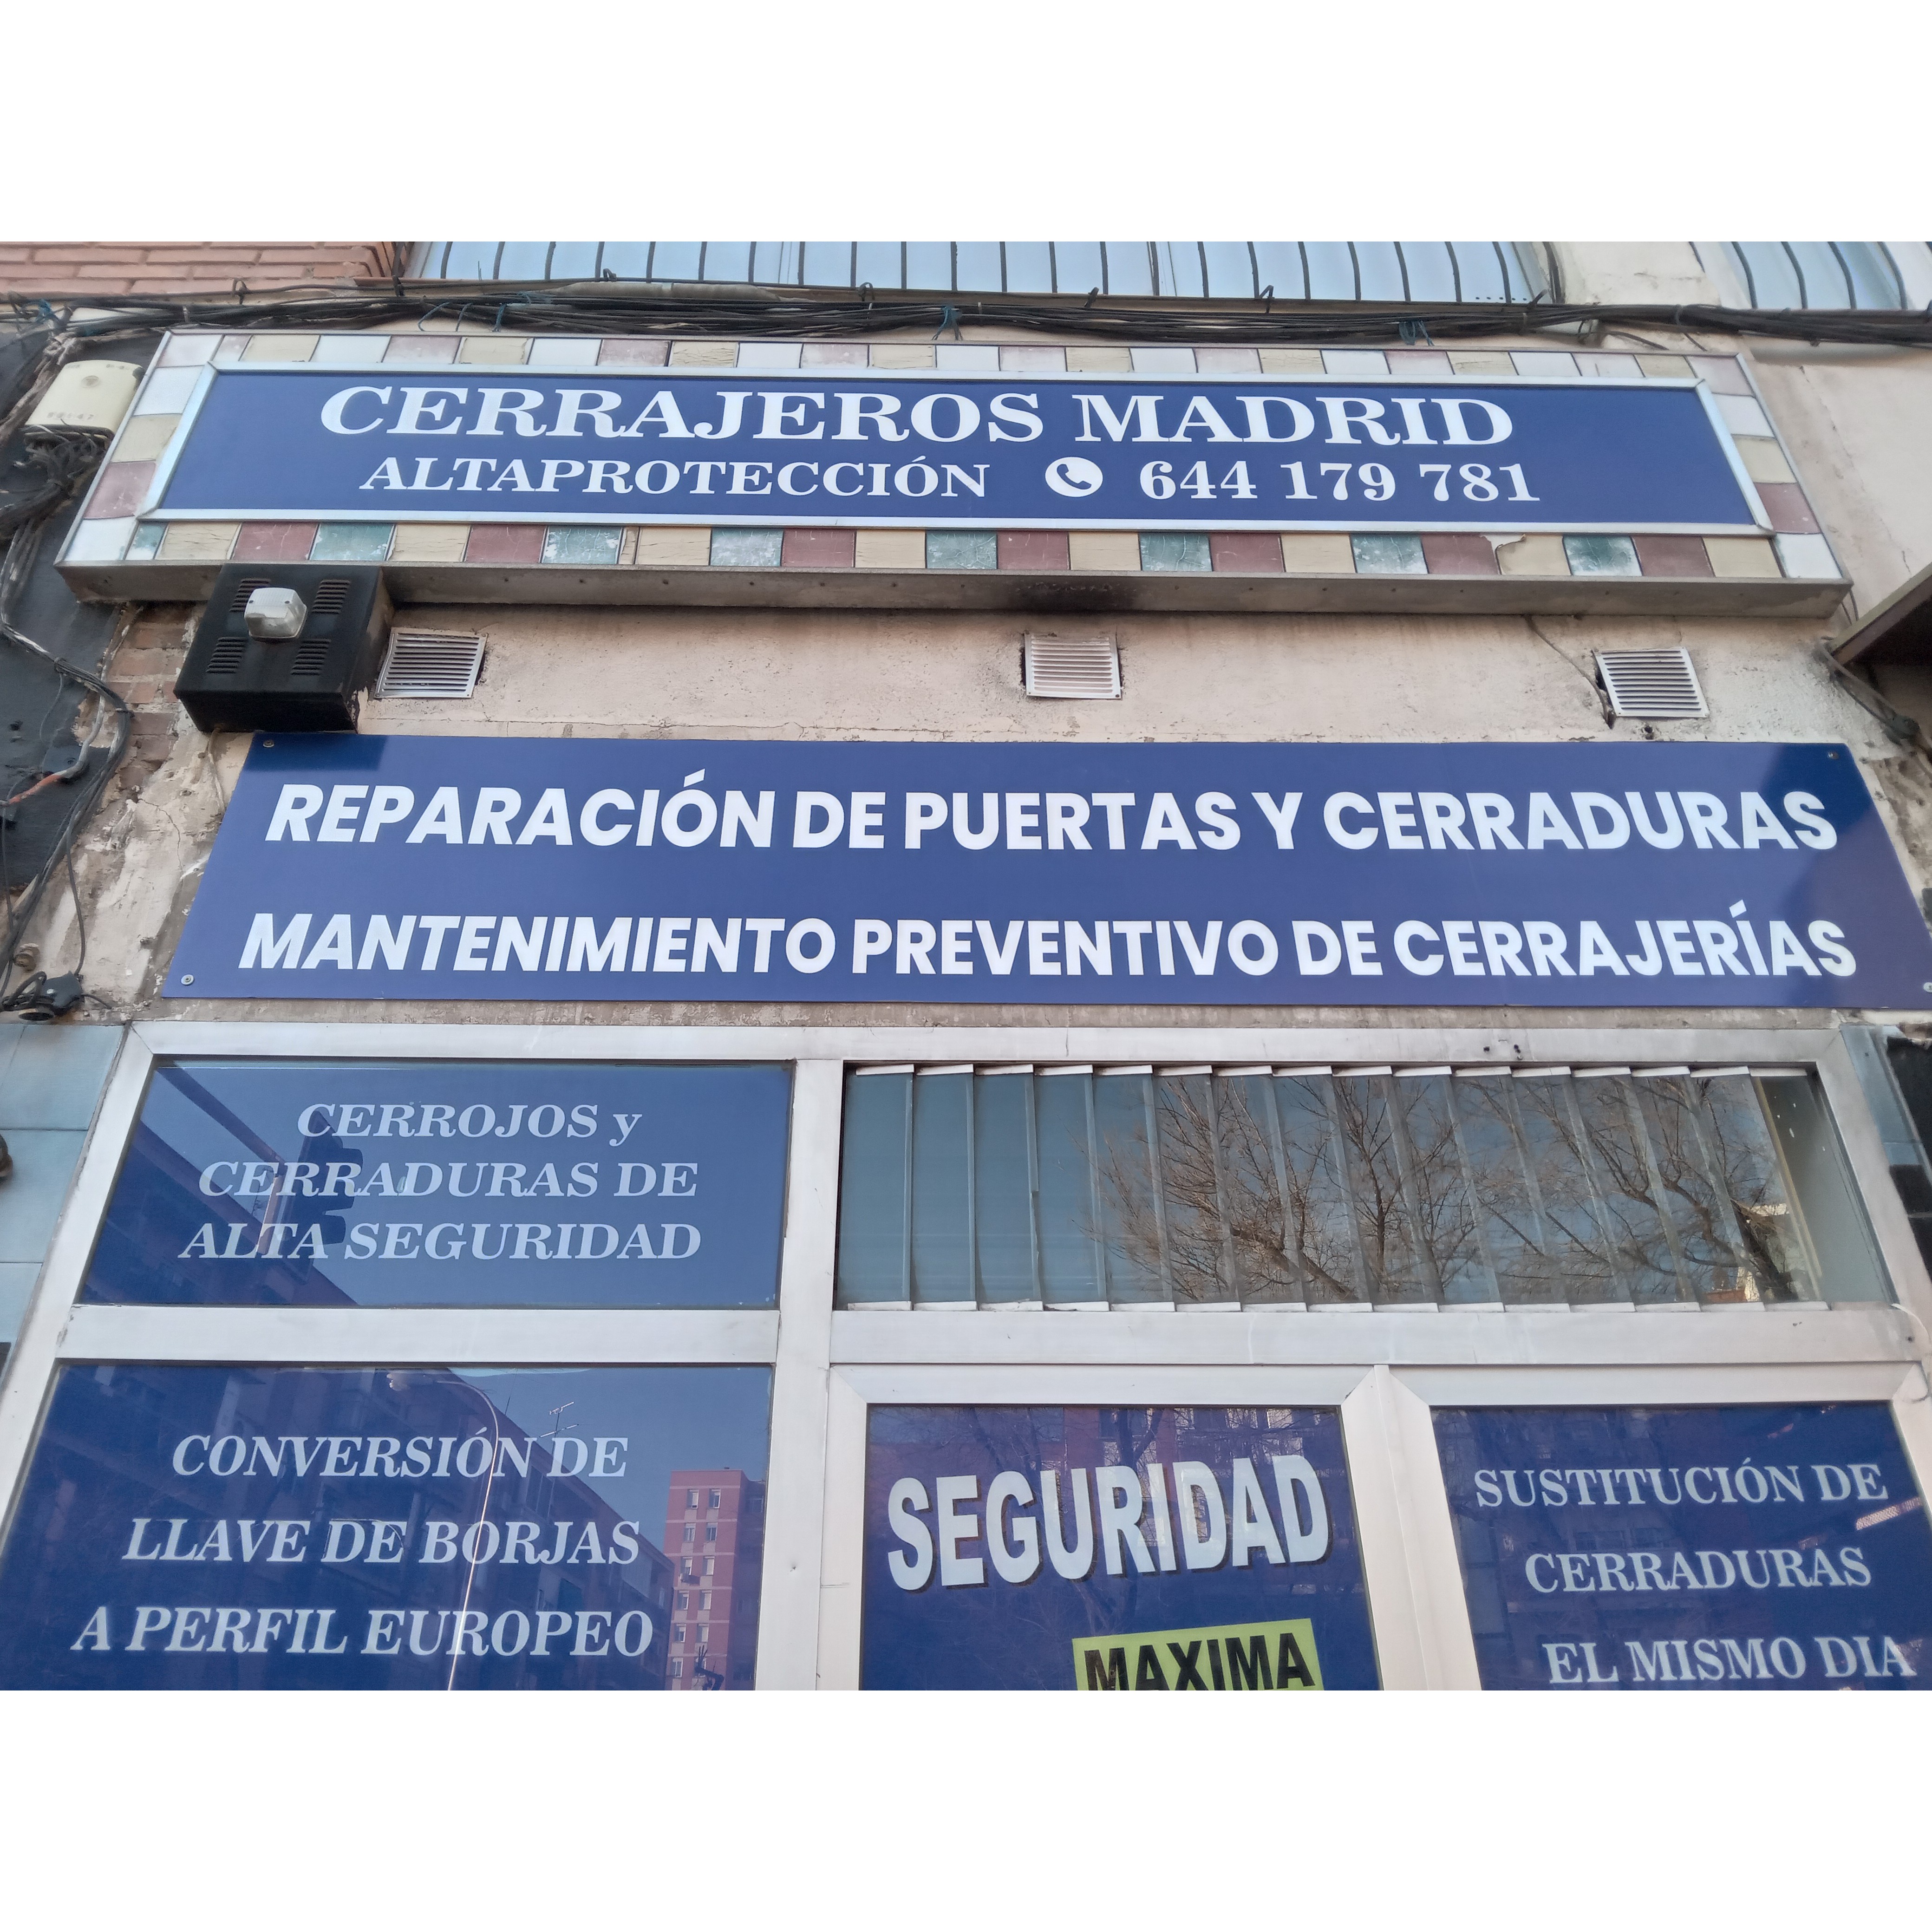 CERRAJEROS MADRID
ALTAPROTECCIÓN 644 179 781
REPARACIÓN DE PUERTAS Y CERRADURAS
MANTENIMIENTO PREVENTIVO DE CERRAJERÍAS
CERROJOS y
CERRADURAS DE
ALTA SEGURIDAD
CONVERSIÓN DE
LLAVE DE BORJAS
A PERFIL EUROPEO
SEGURIDAD
MAXIMA
SUSTITUCIÓN DE
CERRADURAS
EL MISMO DIA